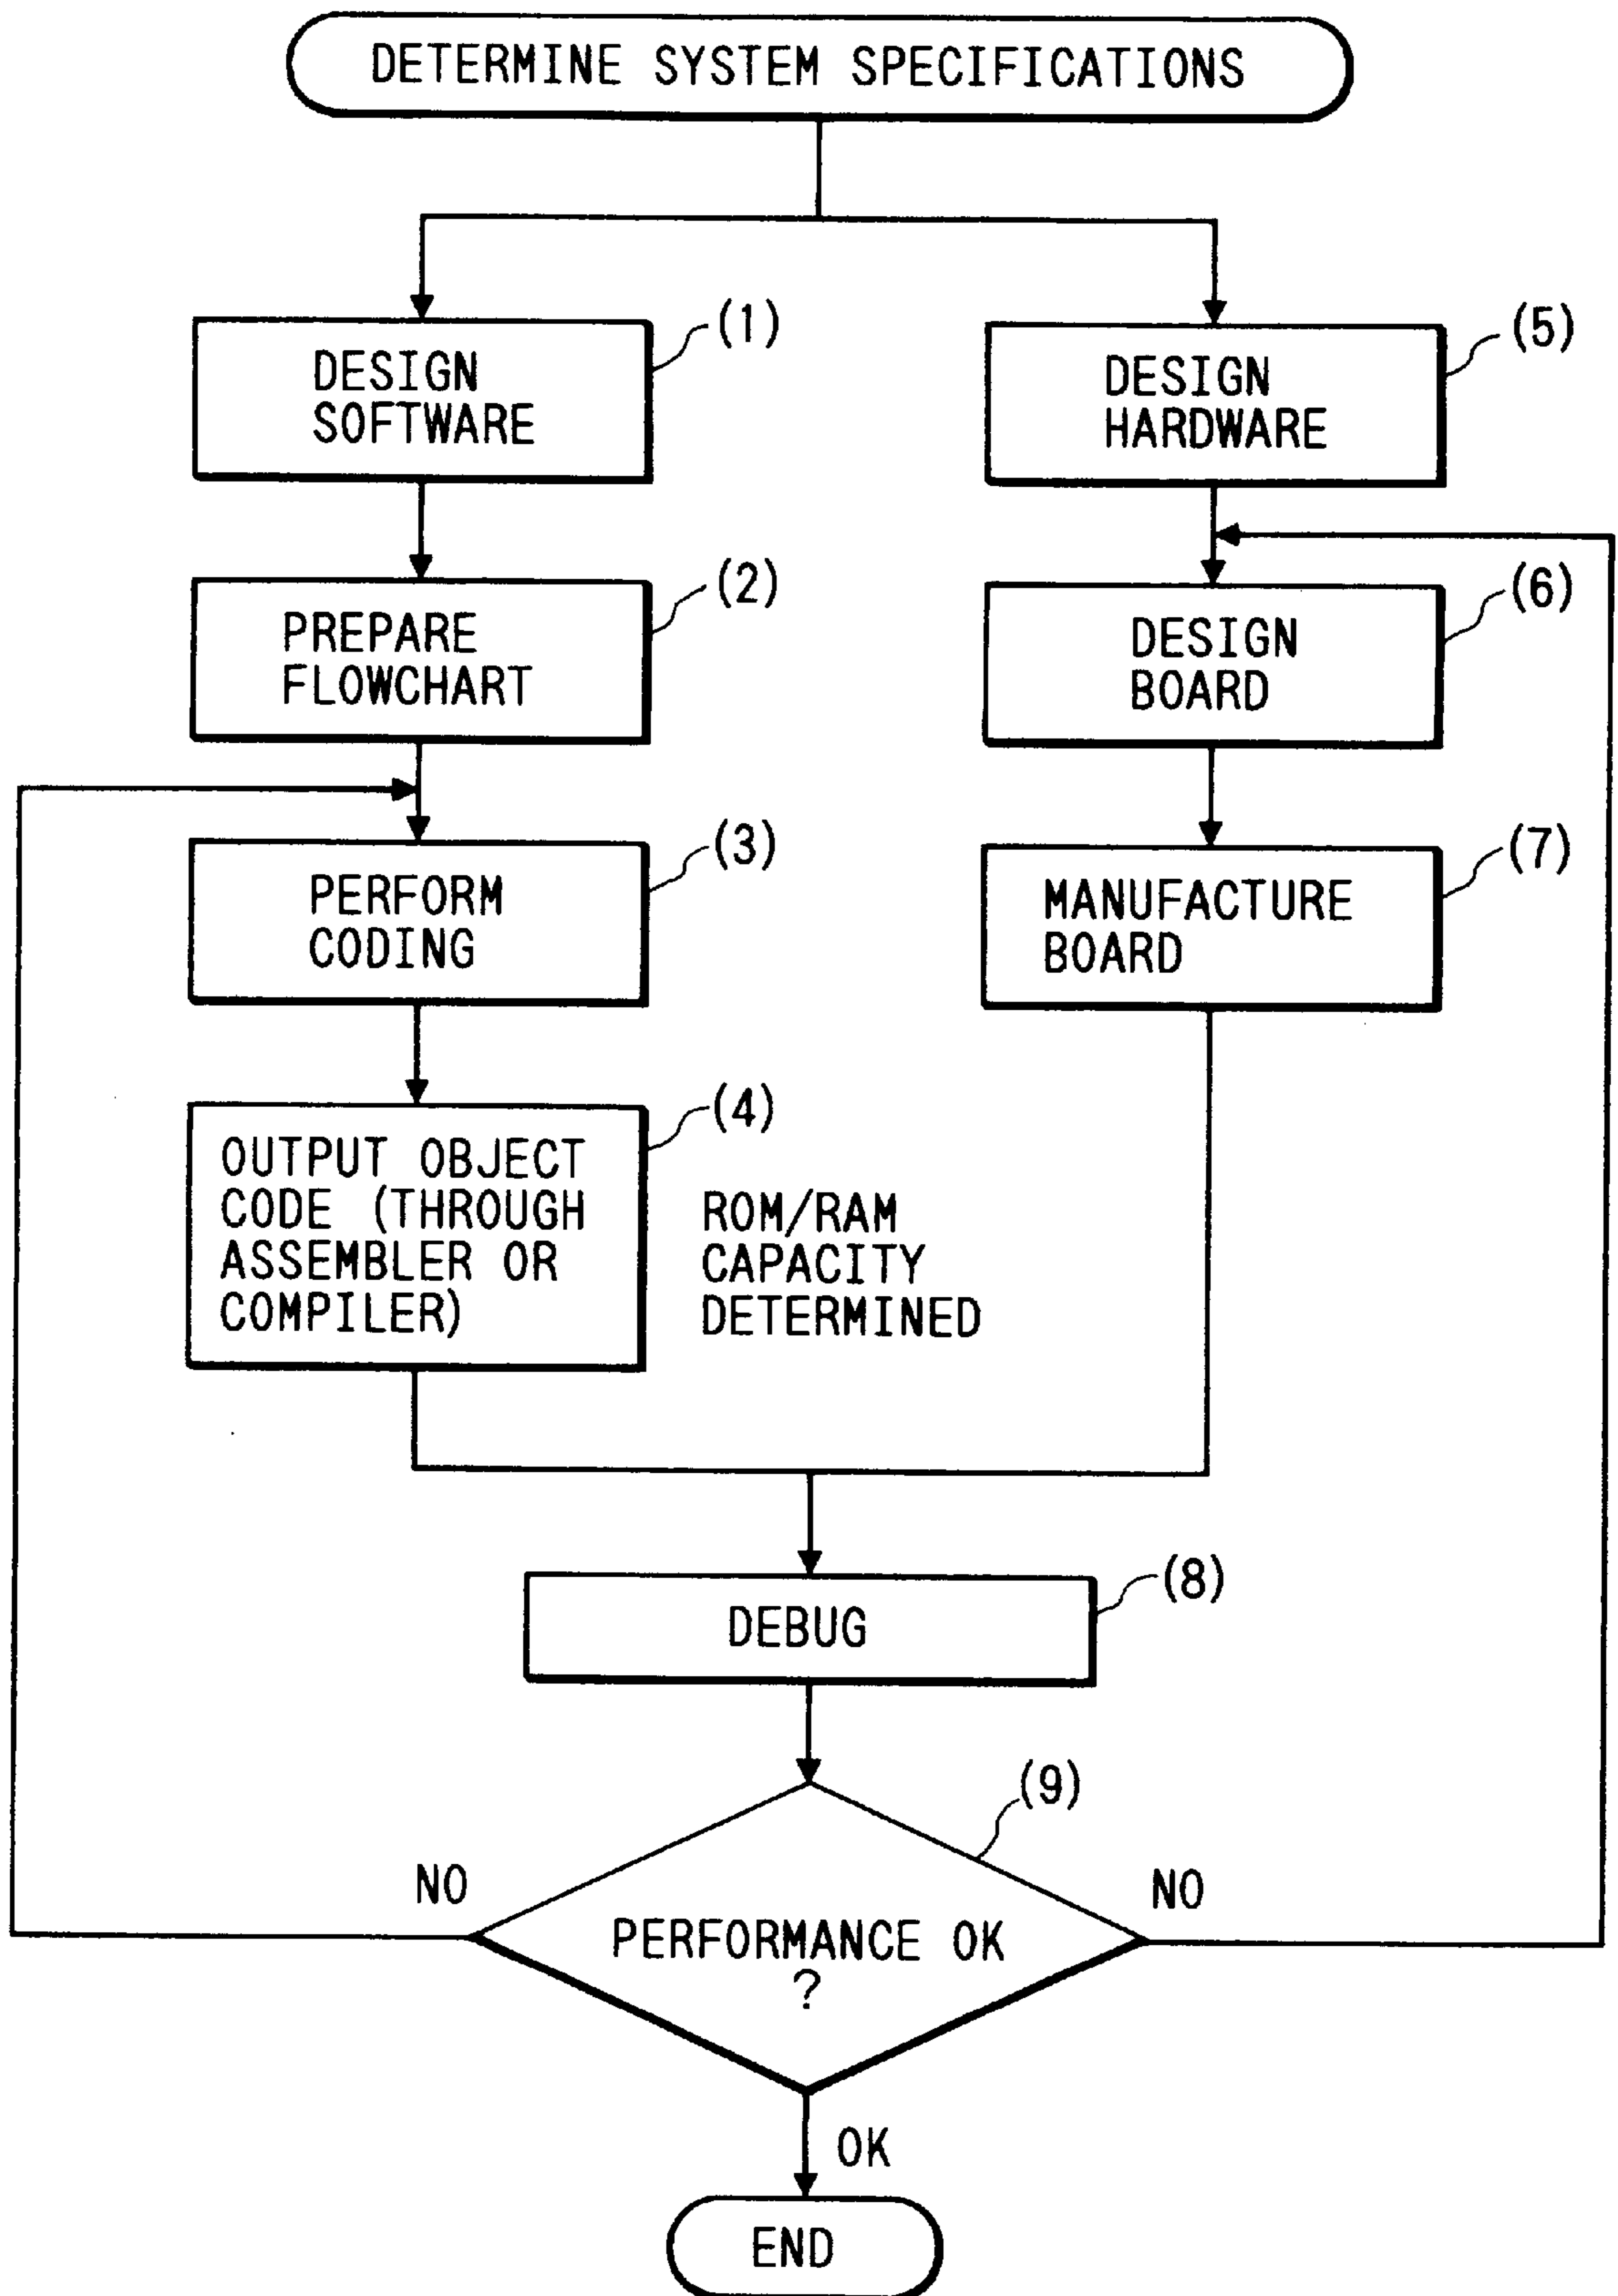 DETERMINE SYSTEM SPECIFICATIONS
(1)
DESIGN
SOFTWARE
(2)
PREPARE
FLOWCHART
(3)
PERFORM
CODING
(4)
OUTPUT OBJECT
CODE (THROUGH
ASSEMBLER OR
COMPILER)
ROM/RAM
CAPACITY
DETERMINED
(5)
DESIGN
HARDWARE
(6)
DESIGN
BOARD
(7)
MANUFACTURE
BOARD
(8)
DEBUG
(9)
NO
NO
PERFORMANCE OK
?
OK
END